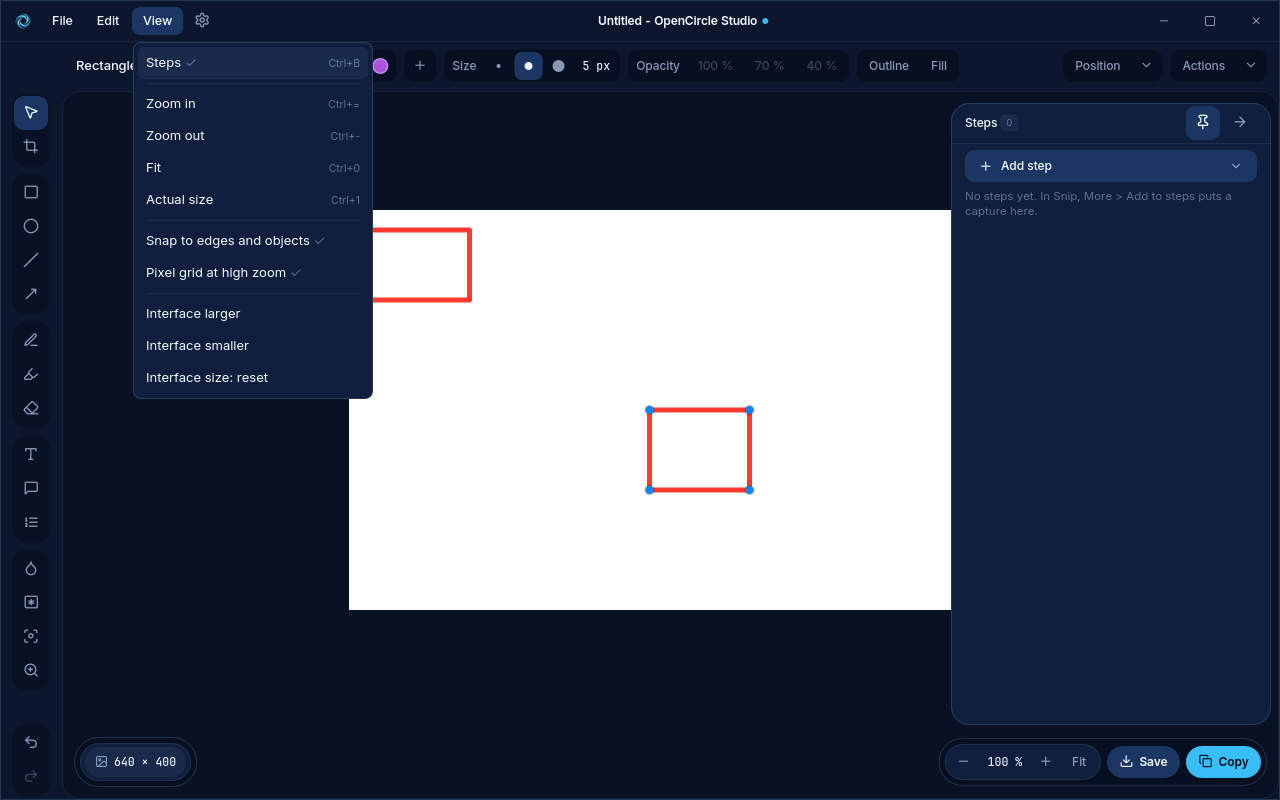 File Edit View Untitled - OpenCircle Studio
Rectangle Size 5 px Opacity 100 % 70 % 40 % Outline Fill Position Actions
Steps Ctrl+B
Zoom in Ctrl+=
Zoom out Ctrl+-
Fit Ctrl+0
Actual size Ctrl+1
Snap to edges and objects
Pixel grid at high zoom
Interface larger
Interface smaller
Interface size: reset
Steps 0
Add step
No steps yet. In Snip, More > Add to steps puts a
capture here.
640 × 400
100 % Fit Save Copy